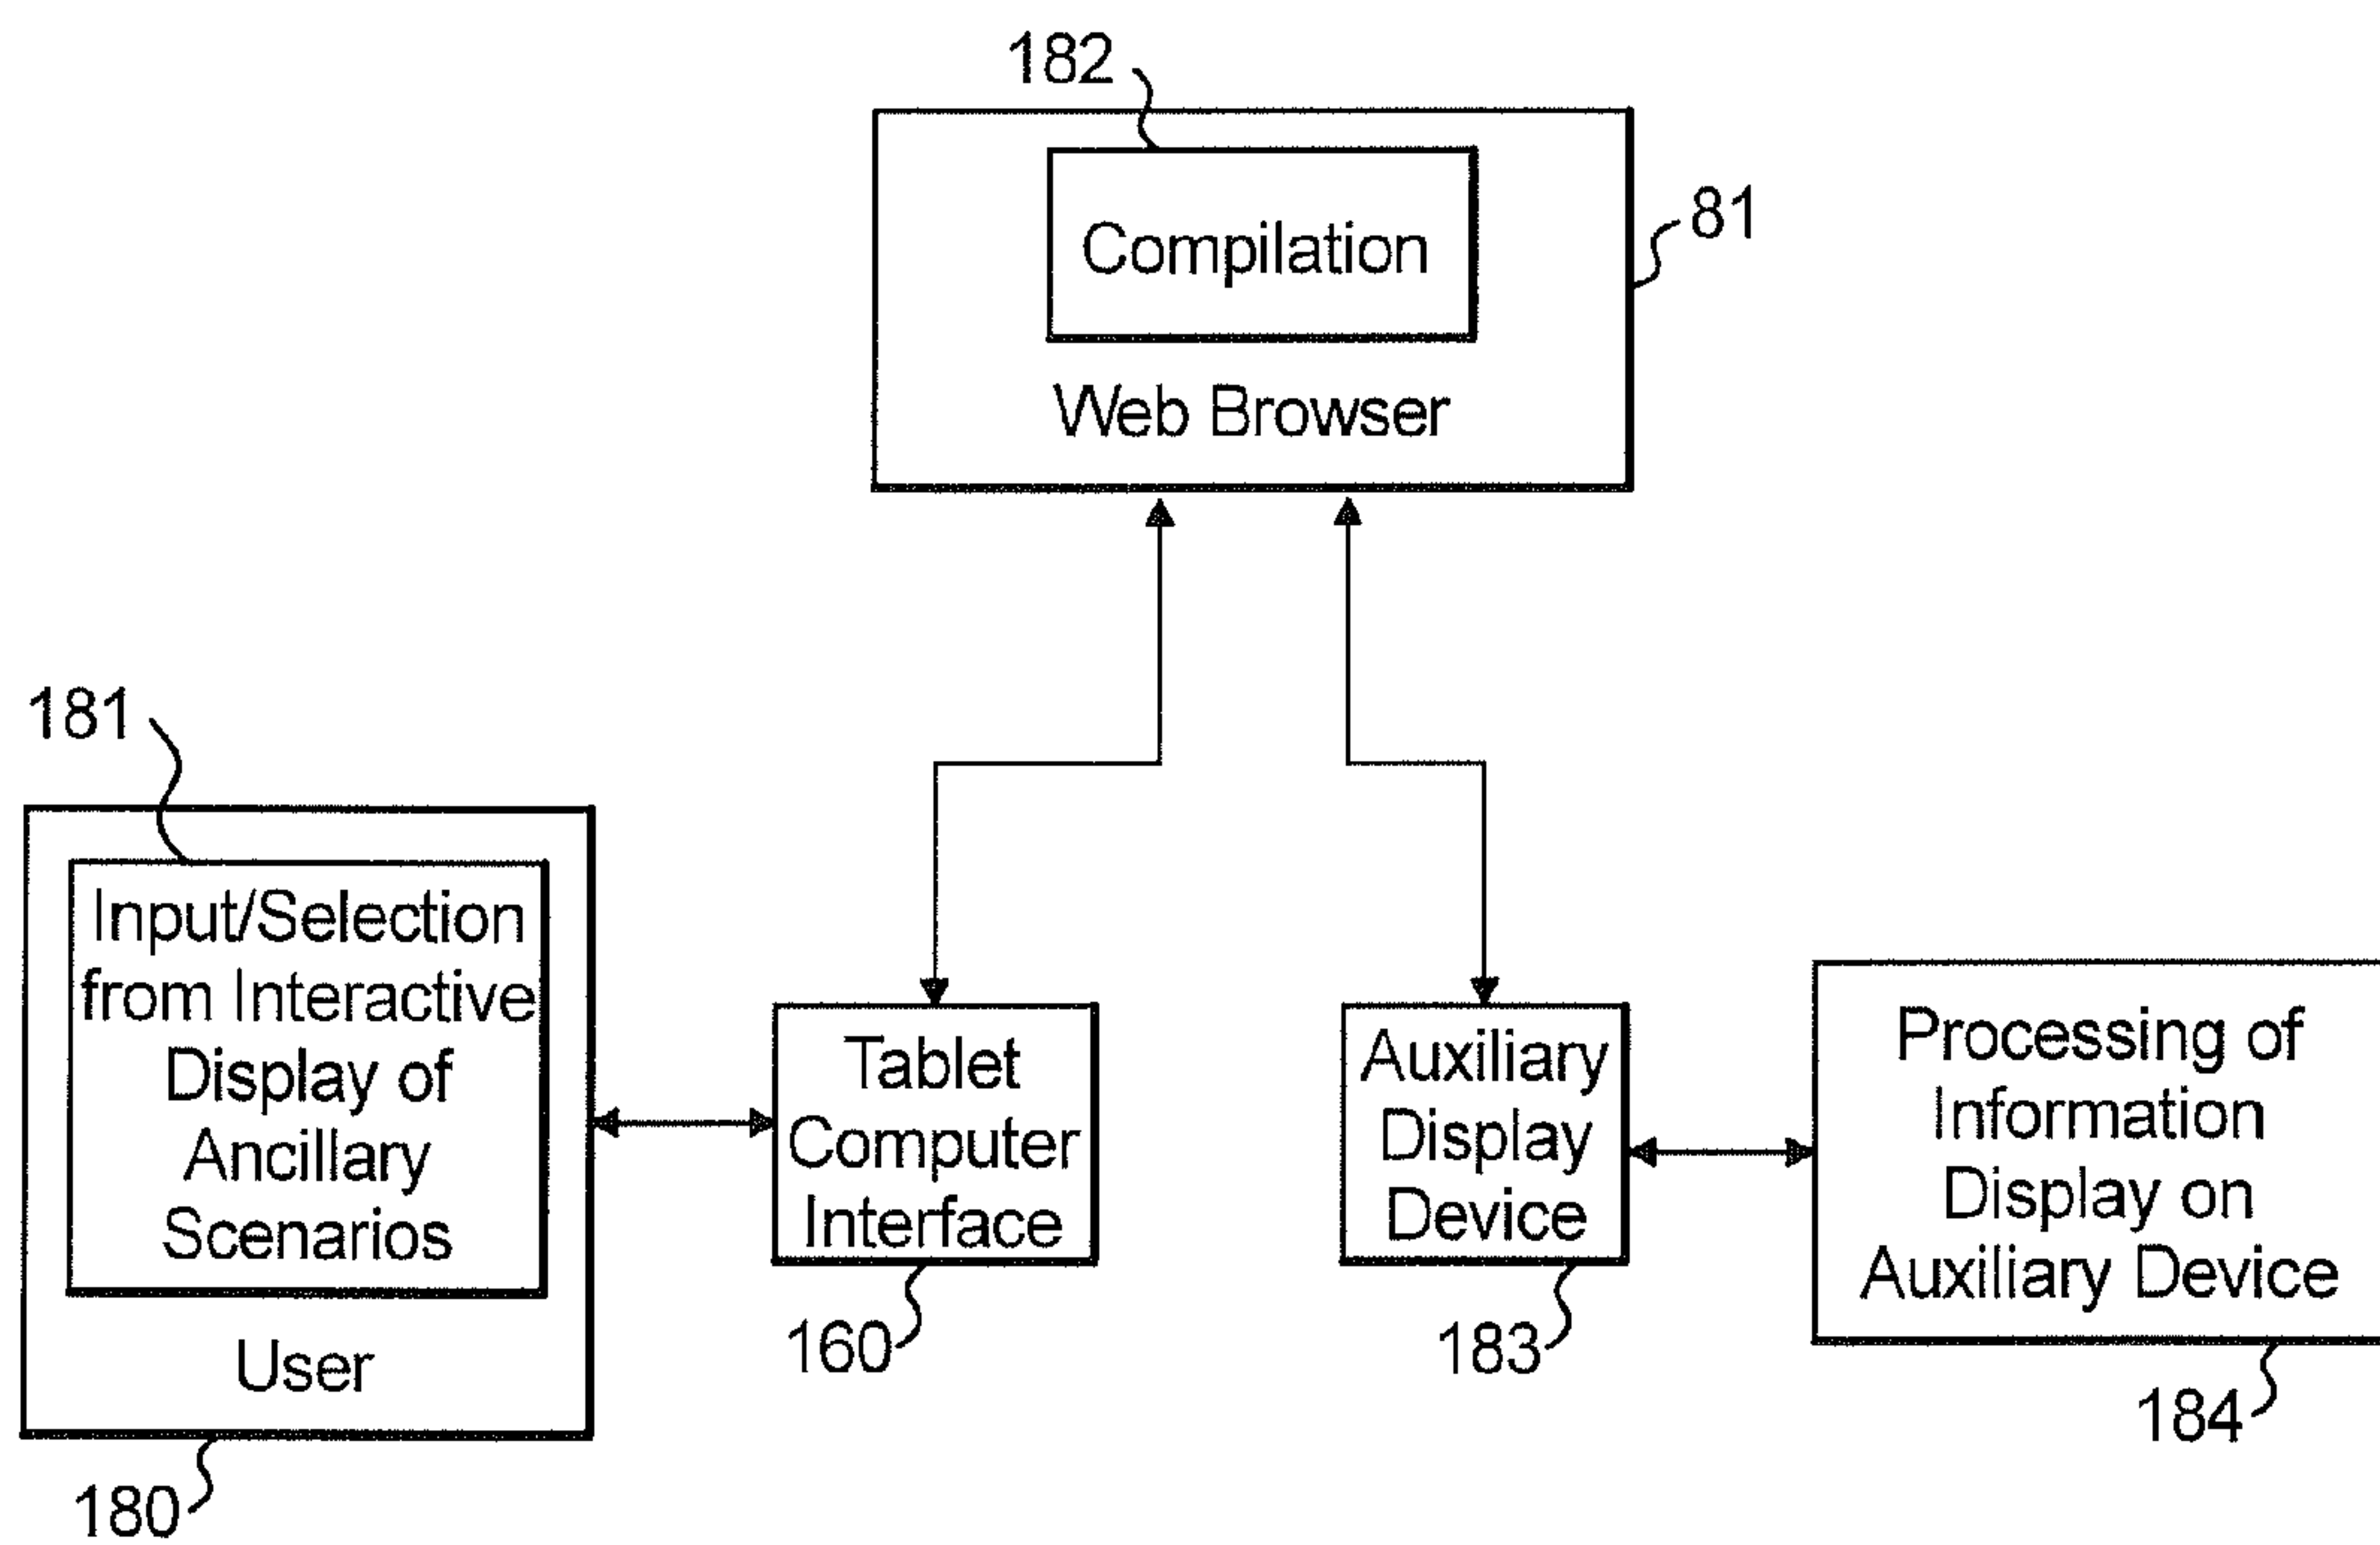 182
Compilation
81
Web Browser
181
Input/Selection
from Interactive
Display of
Ancillary
Scenarios
User
180
Tablet
Computer
Interface
160
Auxiliary
Display
Device
183
Processing of
Information
Display on
Auxiliary Device
184